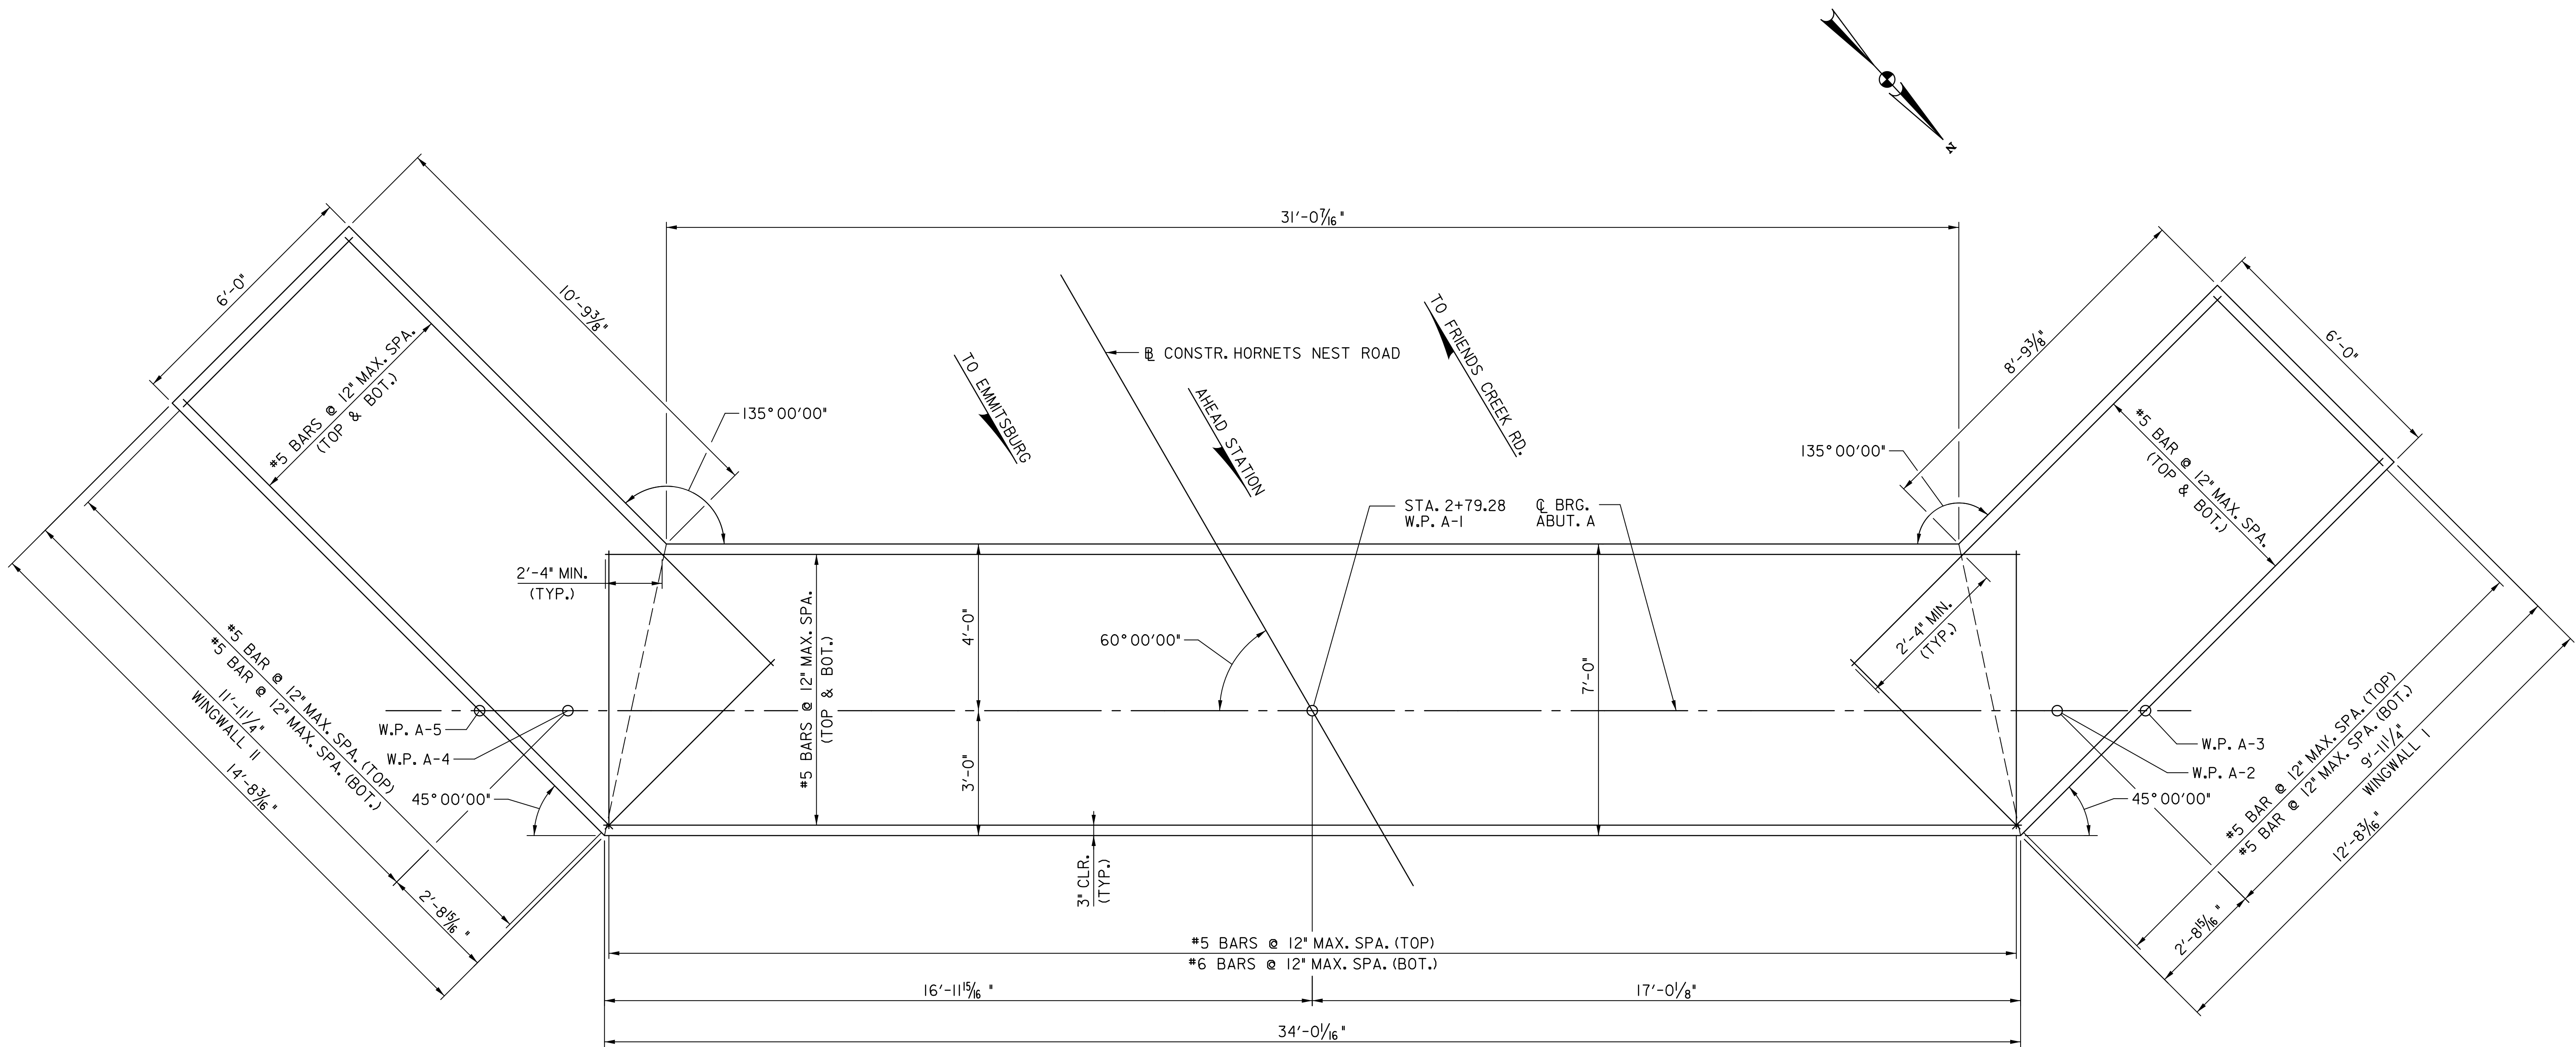 N
31'-0 7/16"
6'-0"
10'-9 3/8"
#5 BARS @ 12" MAX. SPA.
(TOP & BOT.)
135°00'00"
TO EMMITSBURG
℄ CONSTR. HORNETS NEST ROAD
AHEAD STATION
TO FRIENDS CREEK RD.
STA. 2+79.28
W.P. A-1
℄ BRG.
ABUT. A
135°00'00"
8'-9 3/8"
6'-0"
#5 BAR @ 12" MAX. SPA.
(TOP & BOT.)
2'-4" MIN.
(TYP.)
#5 BARS @ 12" MAX. SPA.
(TOP & BOT.)
4'-0"
3'-0"
60°00'00"
7'-0"
2'-4" MIN.
(TYP.)
W.P. A-5
W.P. A-4
45°00'00"
#5 BAR @ 12" MAX. SPA. (TOP)
#5 BAR @ 12" MAX. SPA. (BOT.)
11'-11 1/4"
WINGWALL II
14'-8 3/16"
2'-8 15/16"
3" CLR.
(TYP.)
W.P. A-3
W.P. A-2
45°00'00"
#5 BAR @ 12" MAX. SPA. (TOP)
#5 BAR @ 12" MAX. SPA. (BOT.)
9'-11 1/4"
WINGWALL I
12'-8 3/16"
2'-8 15/16"
#5 BARS @ 12" MAX. SPA. (TOP)
#6 BARS @ 12" MAX. SPA. (BOT.)
16'-11 15/16"
17'-0 1/8"
34'-0 1/16"